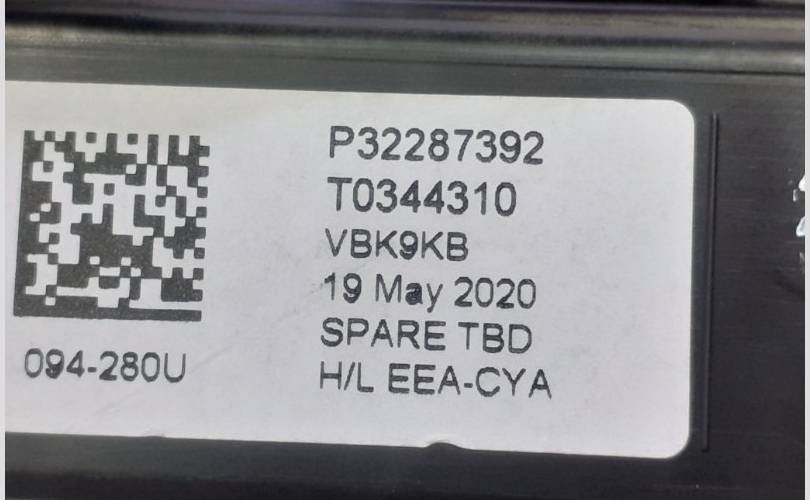 P32287392
T0344310
VBK9KB
19 May 2020
SPARE TBD
H/L EEA-CYA
094-280U